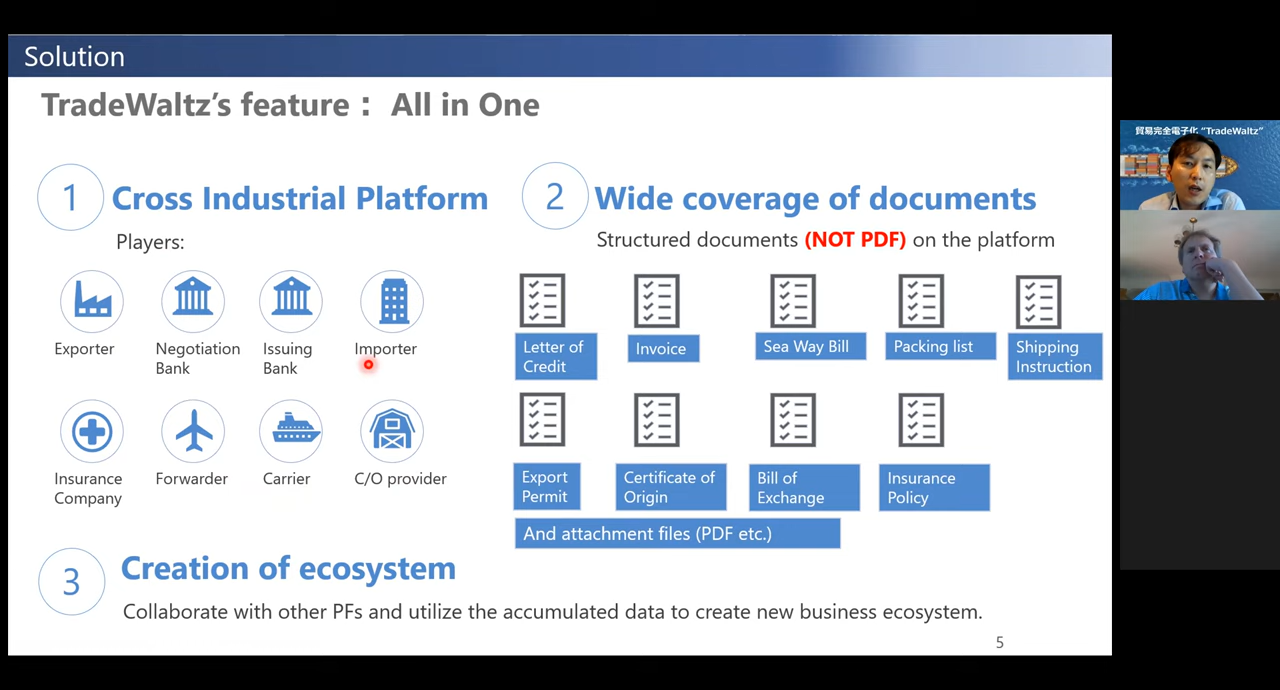 Solution
TradeWaltz’s feature： All in One
1 Cross Industrial Platform
Players:
Exporter
Negotiation
Bank
Issuing
Bank
Importer
Insurance
Company
Forwarder
Carrier
C/O provider
2 Wide coverage of documents
Structured documents (NOT PDF) on the platform
Letter of
Credit
Invoice
Sea Way Bill
Packing list
Shipping
Instruction
Export
Permit
Certificate of
Origin
Bill of
Exchange
Insurance
Policy
And attachment files (PDF etc.)
3 Creation of ecosystem
Collaborate with other PFs and utilize the accumulated data to create new business ecosystem.
5
貿易完全電子化 “TradeWaltz”